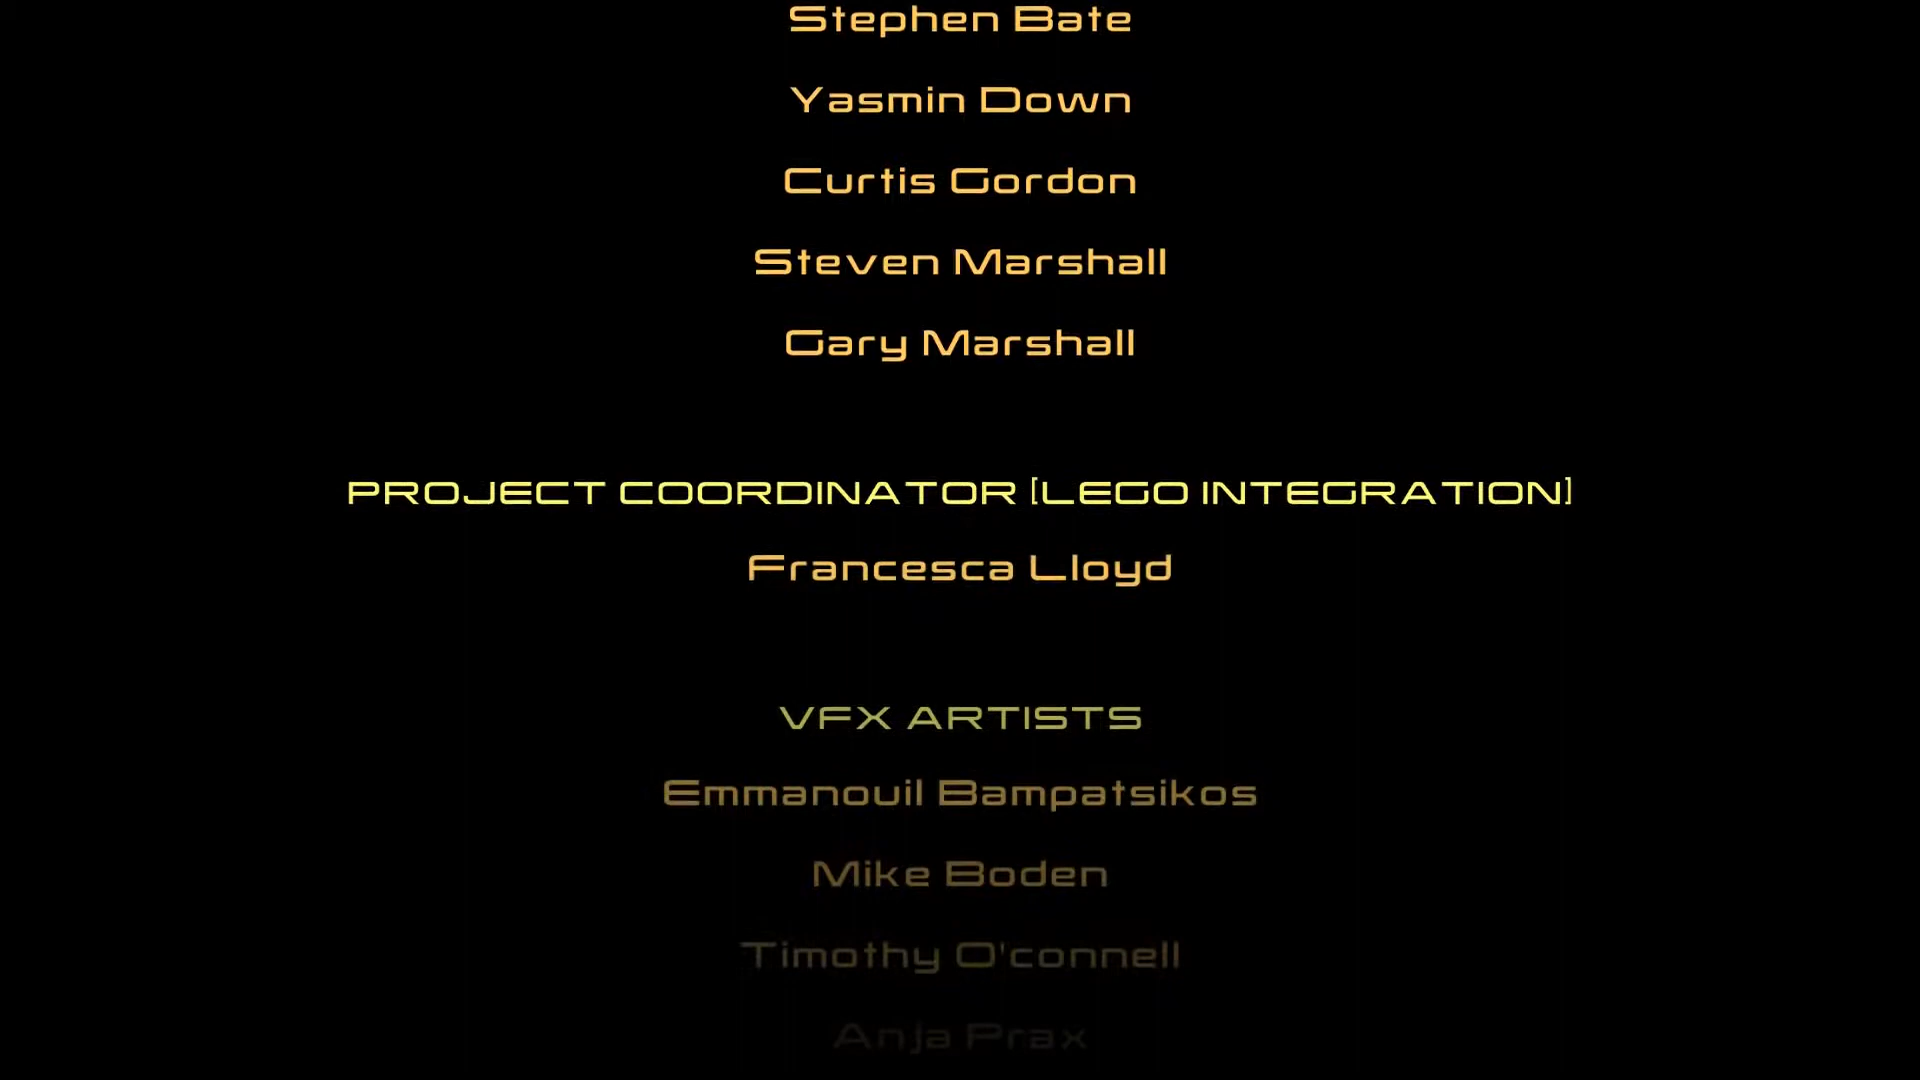 Stephen Bate
Yasmin Down
Curtis Gordon
Steven Marshall
Gary Marshall
PROJECT COORDINATOR [LEGO INTEGRATION]
Francesca Lloyd
VFX ARTISTS
Emmanouil Bampatsikos
Mike Boden
Timothy O'connell
Anja Prax